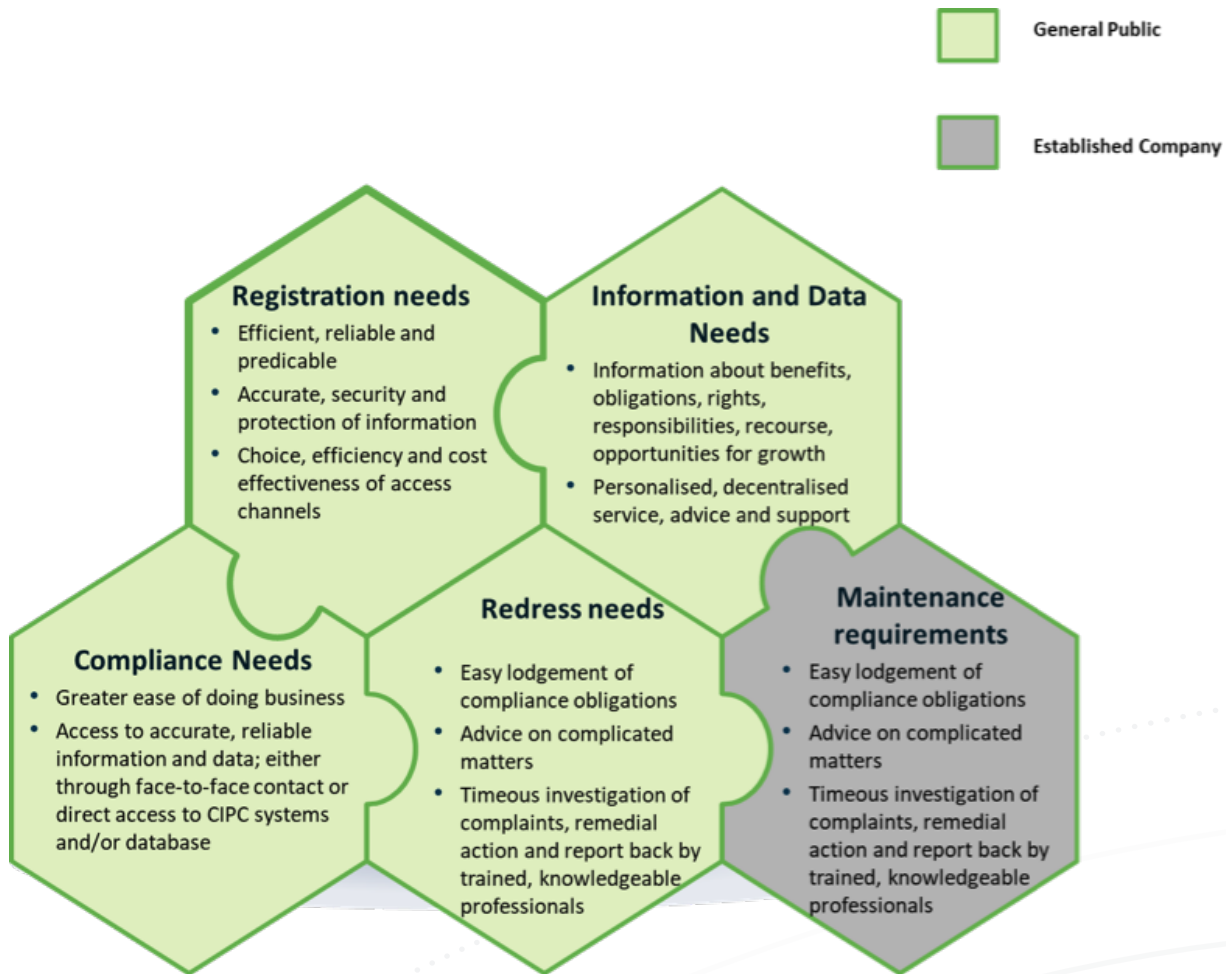 General Public
Established Company
Registration needs
• Efficient, reliable and
predicable
• Accurate, security and
protection of information
• Choice, efficiency and cost
effectiveness of access
channels
Information and Data
Needs
• Information about benefits,
obligations, rights,
responsibilities, recourse,
opportunities for growth
• Personalised, decentralised
service, advice and support
Compliance Needs
• Greater ease of doing business
• Access to accurate, reliable
information and data; either
through face-to-face contact or
direct access to CIPC systems
and/or database
Redress needs
• Easy lodgement of
compliance obligations
• Advice on complicated
matters
• Timeous investigation of
complaints, remedial
action and report back by
trained, knowledgeable
professionals
Maintenance
requirements
• Easy lodgement of
compliance obligations
• Advice on complicated
matters
• Timeous investigation of
complaints, remedial
action and report back by
trained, knowledgeable
professionals